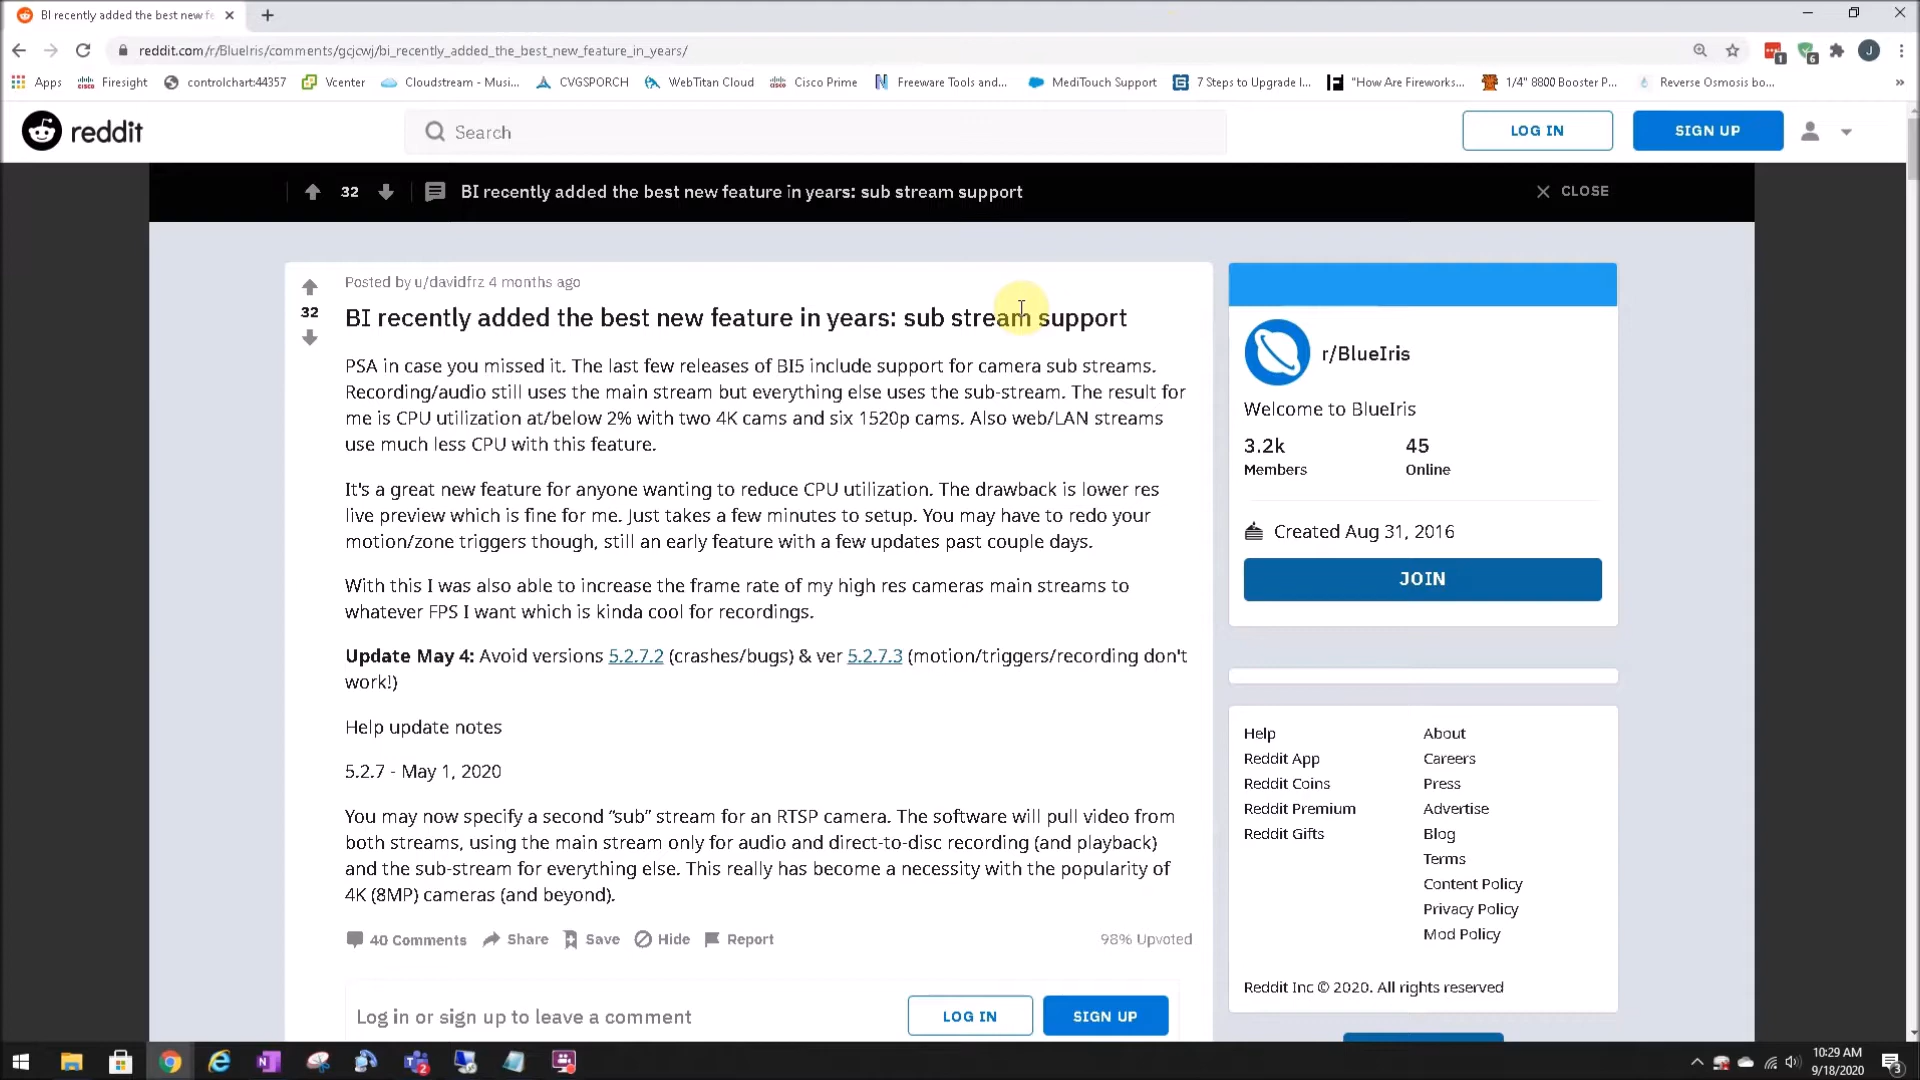 BI recently added the best new fe
reddit.com/r/BlueIris/comments/gcjcwj/bi_recently_added_the_best_new_feature_in_years/
1
6
J
Apps
Firesight
controlchart:44357
Vcenter
Cloudstream - Musi...
CVGSPORCH
WebTitan Cloud
Cisco Prime
Freeware Tools and...
MediTouch Support
7 Steps to Upgrade I...
"How Are Fireworks...
1/4" 8800 Booster P...
Reverse Osmosis bo...
»
reddit
Search
LOG IN
SIGN UP
32
BI recently added the best new feature in years: sub stream support
CLOSE
Posted by u/davidfrz 4 months ago
32
BI recently added the best new feature in years: sub stream support
PSA in case you missed it. The last few releases of BI5 include support for camera sub streams.
Recording/audio still uses the main stream but everything else uses the sub-stream. The result for
me is CPU utilization at/below 2% with two 4K cams and six 1520p cams. Also web/LAN streams
use much less CPU with this feature.
It's a great new feature for anyone wanting to reduce CPU utilization. The drawback is lower res
live preview which is fine for me. Just takes a few minutes to setup. You may have to redo your
motion/zone triggers though, still an early feature with a few updates past couple days.
With this I was also able to increase the frame rate of my high res cameras main streams to
whatever FPS I want which is kinda cool for recordings.
Update May 4: Avoid versions 5.2.7.2 (crashes/bugs) & ver 5.2.7.3 (motion/triggers/recording don't
work!)
Help update notes
5.2.7 - May 1, 2020
You may now specify a second “sub” stream for an RTSP camera. The software will pull video from
both streams, using the main stream only for audio and direct-to-disc recording (and playback)
and the sub-stream for everything else. This really has become a necessity with the popularity of
4K (8MP) cameras (and beyond).
40 Comments
Share
Save
Hide
Report
98% Upvoted
Log in or sign up to leave a comment
LOG IN
SIGN UP
r/BlueIris
Welcome to BlueIris
3.2k
45
Members
Online
Created Aug 31, 2016
JOIN
Help
About
Reddit App
Careers
Reddit Coins
Press
Reddit Premium
Advertise
Reddit Gifts
Blog
Terms
Content Policy
Privacy Policy
Mod Policy
Reddit Inc © 2020. All rights reserved
2
10:29 AM
9/18/2020
3